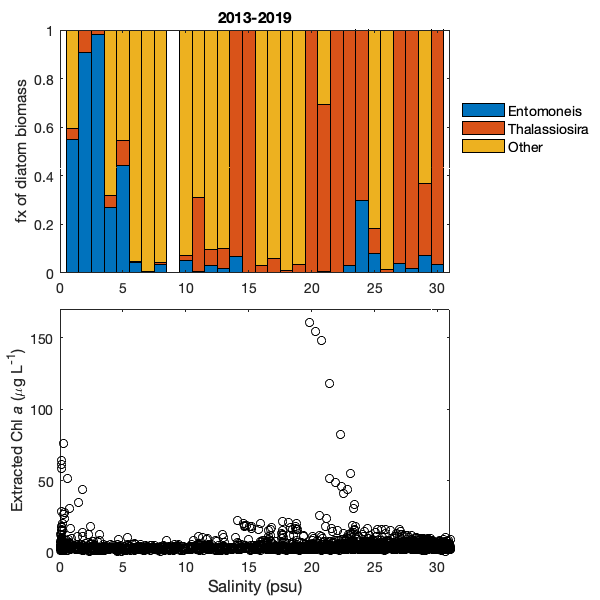 2013-2019
fx of diatom biomass
1
0.8
0.6
0.4
0.2
0
0 5 10 15 20 25 30
Entomoneis
Thalassiosira
Other
Extracted Chl a (μg L⁻¹)
150
100
50
0
0 5 10 15 20 25 30
Salinity (psu)